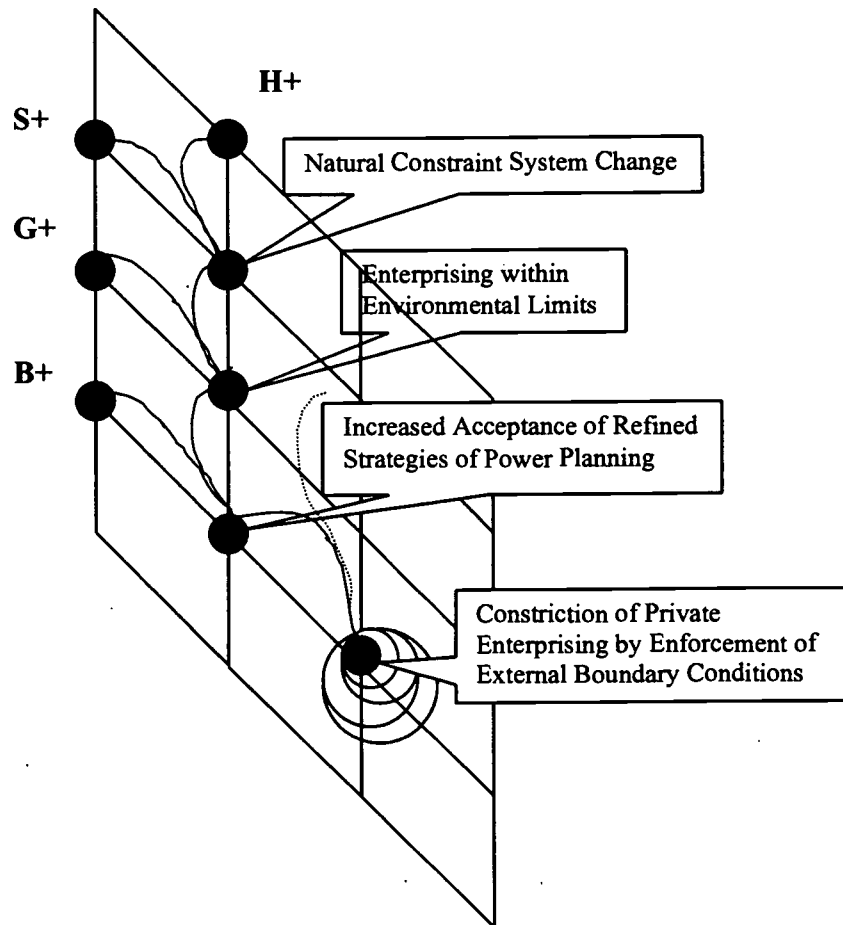 H+
S+
Natural Constraint System Change
G+
Enterprising within
Environmental Limits
B+
Increased Acceptance of Refined
Strategies of Power Planning
Constriction of Private
Enterprising by Enforcement of
External Boundary Conditions